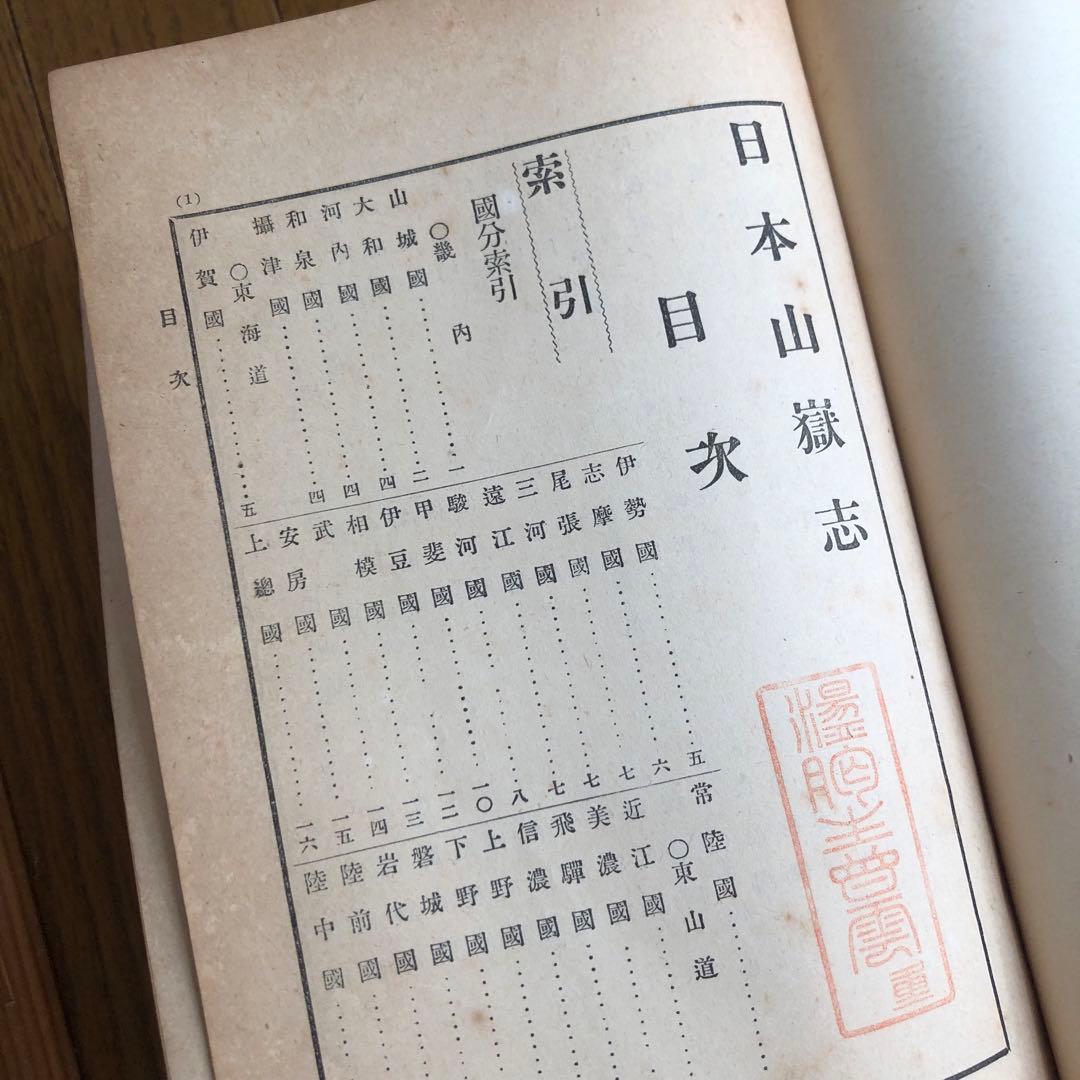 日本山嶽志
目次
索引
國分索引
○畿內
山城國……………一
大和國……………二
河內國……………四
和泉國……………四
攝津國……………四
○東海道
伊賀國……………五
伊勢國……………五
志摩國……………六
尾張國……………七
三河國……………七
遠江國……………七
駿河國……………八
甲斐國……………一〇
伊豆國……………一二
相模國……………一三
武國……………一四
安房國……………一五
上總國……………一六
常陸國……………
○東山道
近江國……………
美濃國……………
飛驒國……………
信濃國……………
上野國……………
下野國……………
磐城國……………
岩代國……………
陸前國……………
陸中國……………
目次
(1)